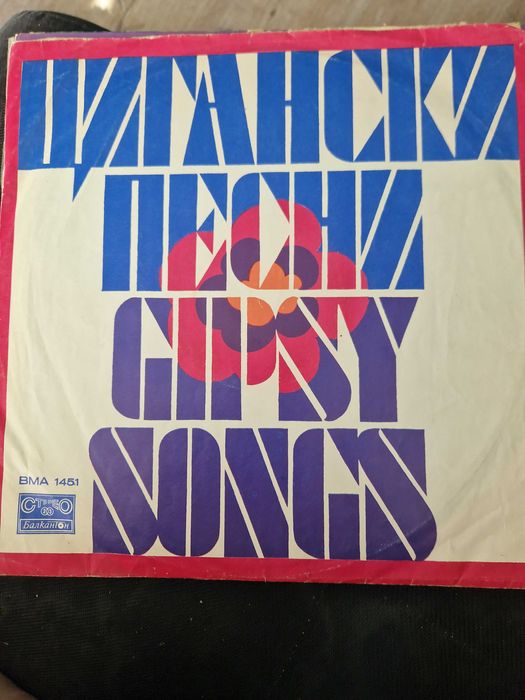 ЦИГАНСКИ
ПЕСНИ
GIPSY
SONGS
ВМА 1451
СТЕРЕО
Балкантон